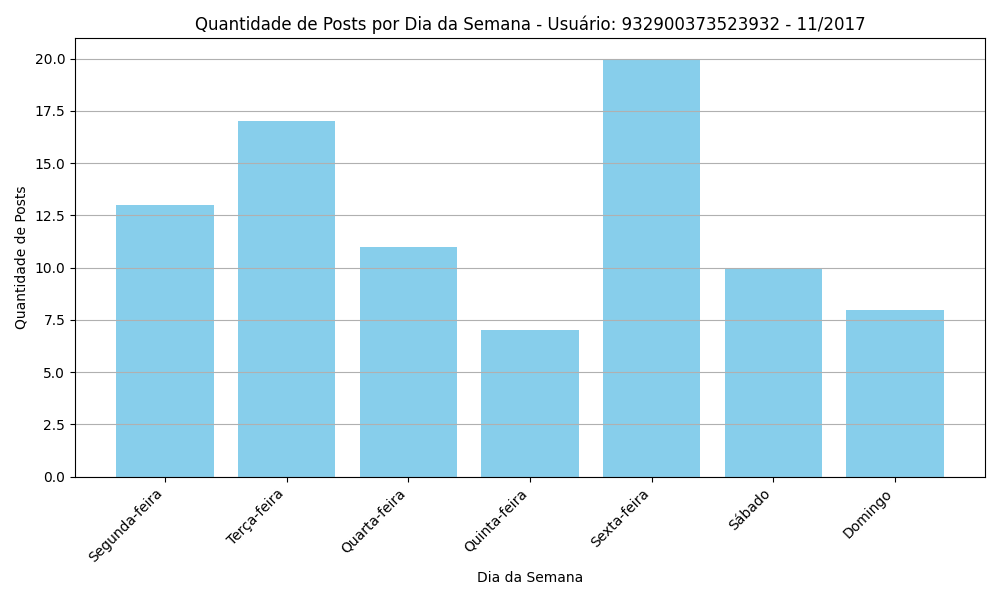 Quantidade de Posts por Dia da Semana - Usuário: 932900373523932 - 11/2017
Quantidade de Posts
20.0
17.5
15.0
12.5
10.0
7.5
5.0
2.5
0.0
Segunda-feira
Terça-feira
Quarta-feira
Quinta-feira
Sexta-feira
Sábado
Domingo
Dia da Semana